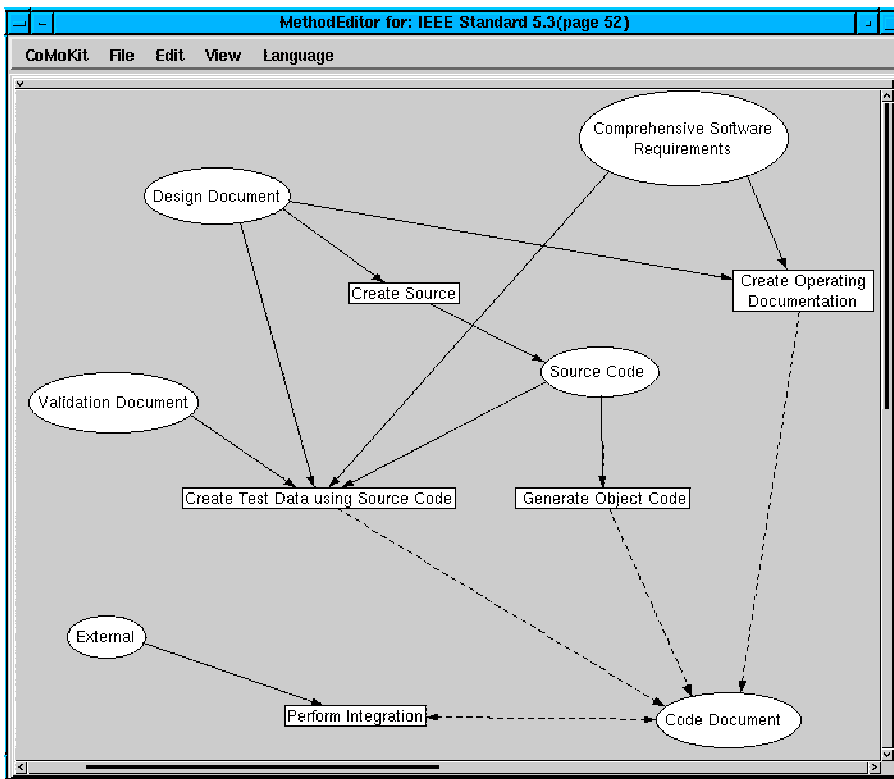 MethodEditor for: IEEE Standard 5.3(page 52)
CoMoKit File Edit View Language
Comprehensive Software
Requirements
Design Document
Create Operating
Documentation
Create Source
Source Code
Validation Document
Create Test Data using Source Code
Generate Object Code
External
Perform Integration
Code Document